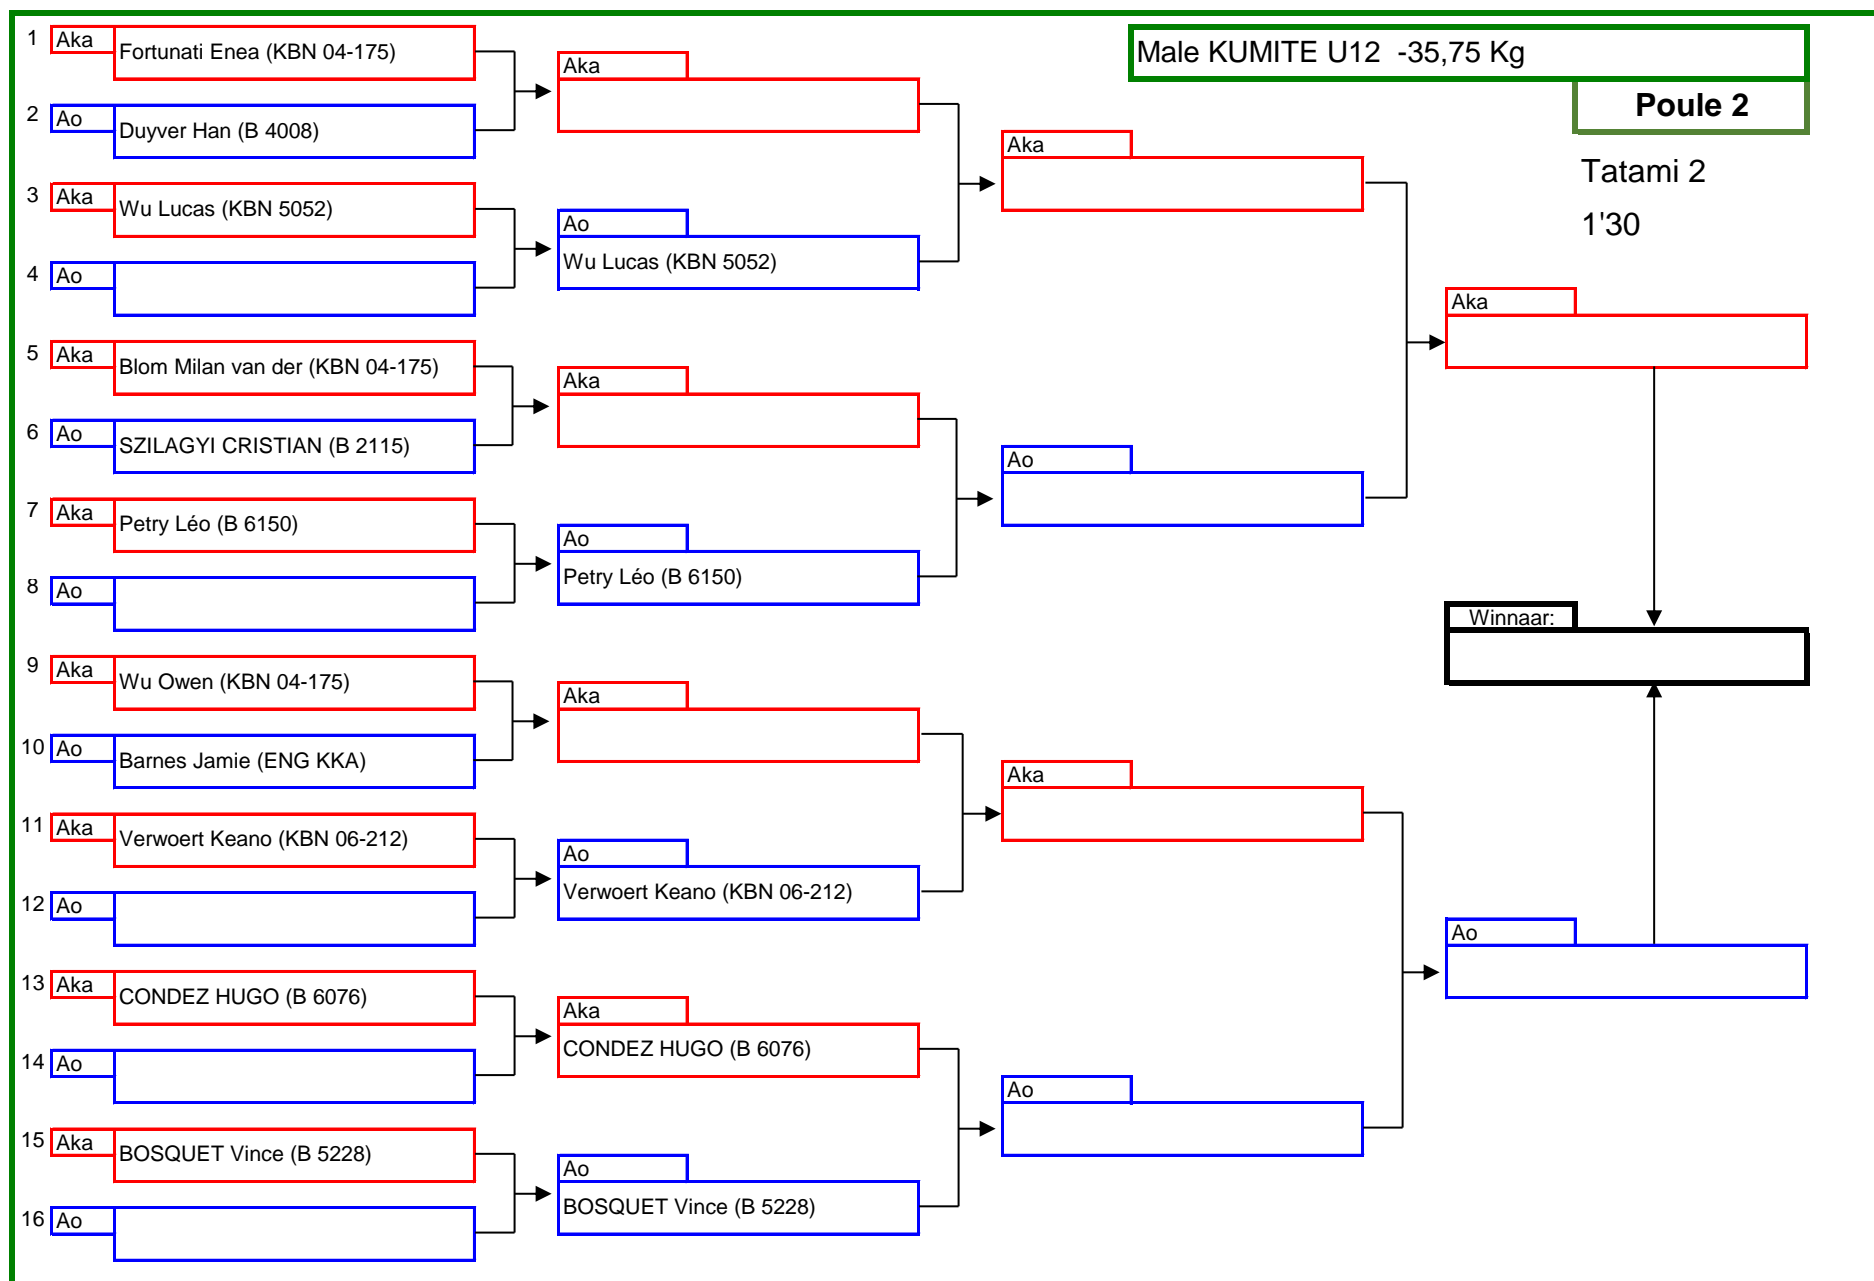 Male KUMITE U12 -35,75 Kg
Poule 2
Tatami 2
1'30
1 Aka
Fortunati Enea (KBN 04-175)
2 Ao
Duyver Han (B 4008)
3 Aka
Wu Lucas (KBN 5052)
4 Ao
5 Aka
Blom Milan van der (KBN 04-175)
6 Ao
SZILAGYI CRISTIAN (B 2115)
7 Aka
Petry Léo (B 6150)
8 Ao
9 Aka
Wu Owen (KBN 04-175)
10 Ao
Barnes Jamie (ENG KKA)
11 Aka
Verwoert Keano (KBN 06-212)
12 Ao
13 Aka
CONDEZ HUGO (B 6076)
14 Ao
15 Aka
BOSQUET Vince (B 5228)
16 Ao
Aka
Ao
Wu Lucas (KBN 5052)
Aka
Ao
Petry Léo (B 6150)
Aka
Ao
Verwoert Keano (KBN 06-212)
Aka
CONDEZ HUGO (B 6076)
Ao
BOSQUET Vince (B 5228)
Aka
Ao
Aka
Ao
Aka
Winnaar:
Ao